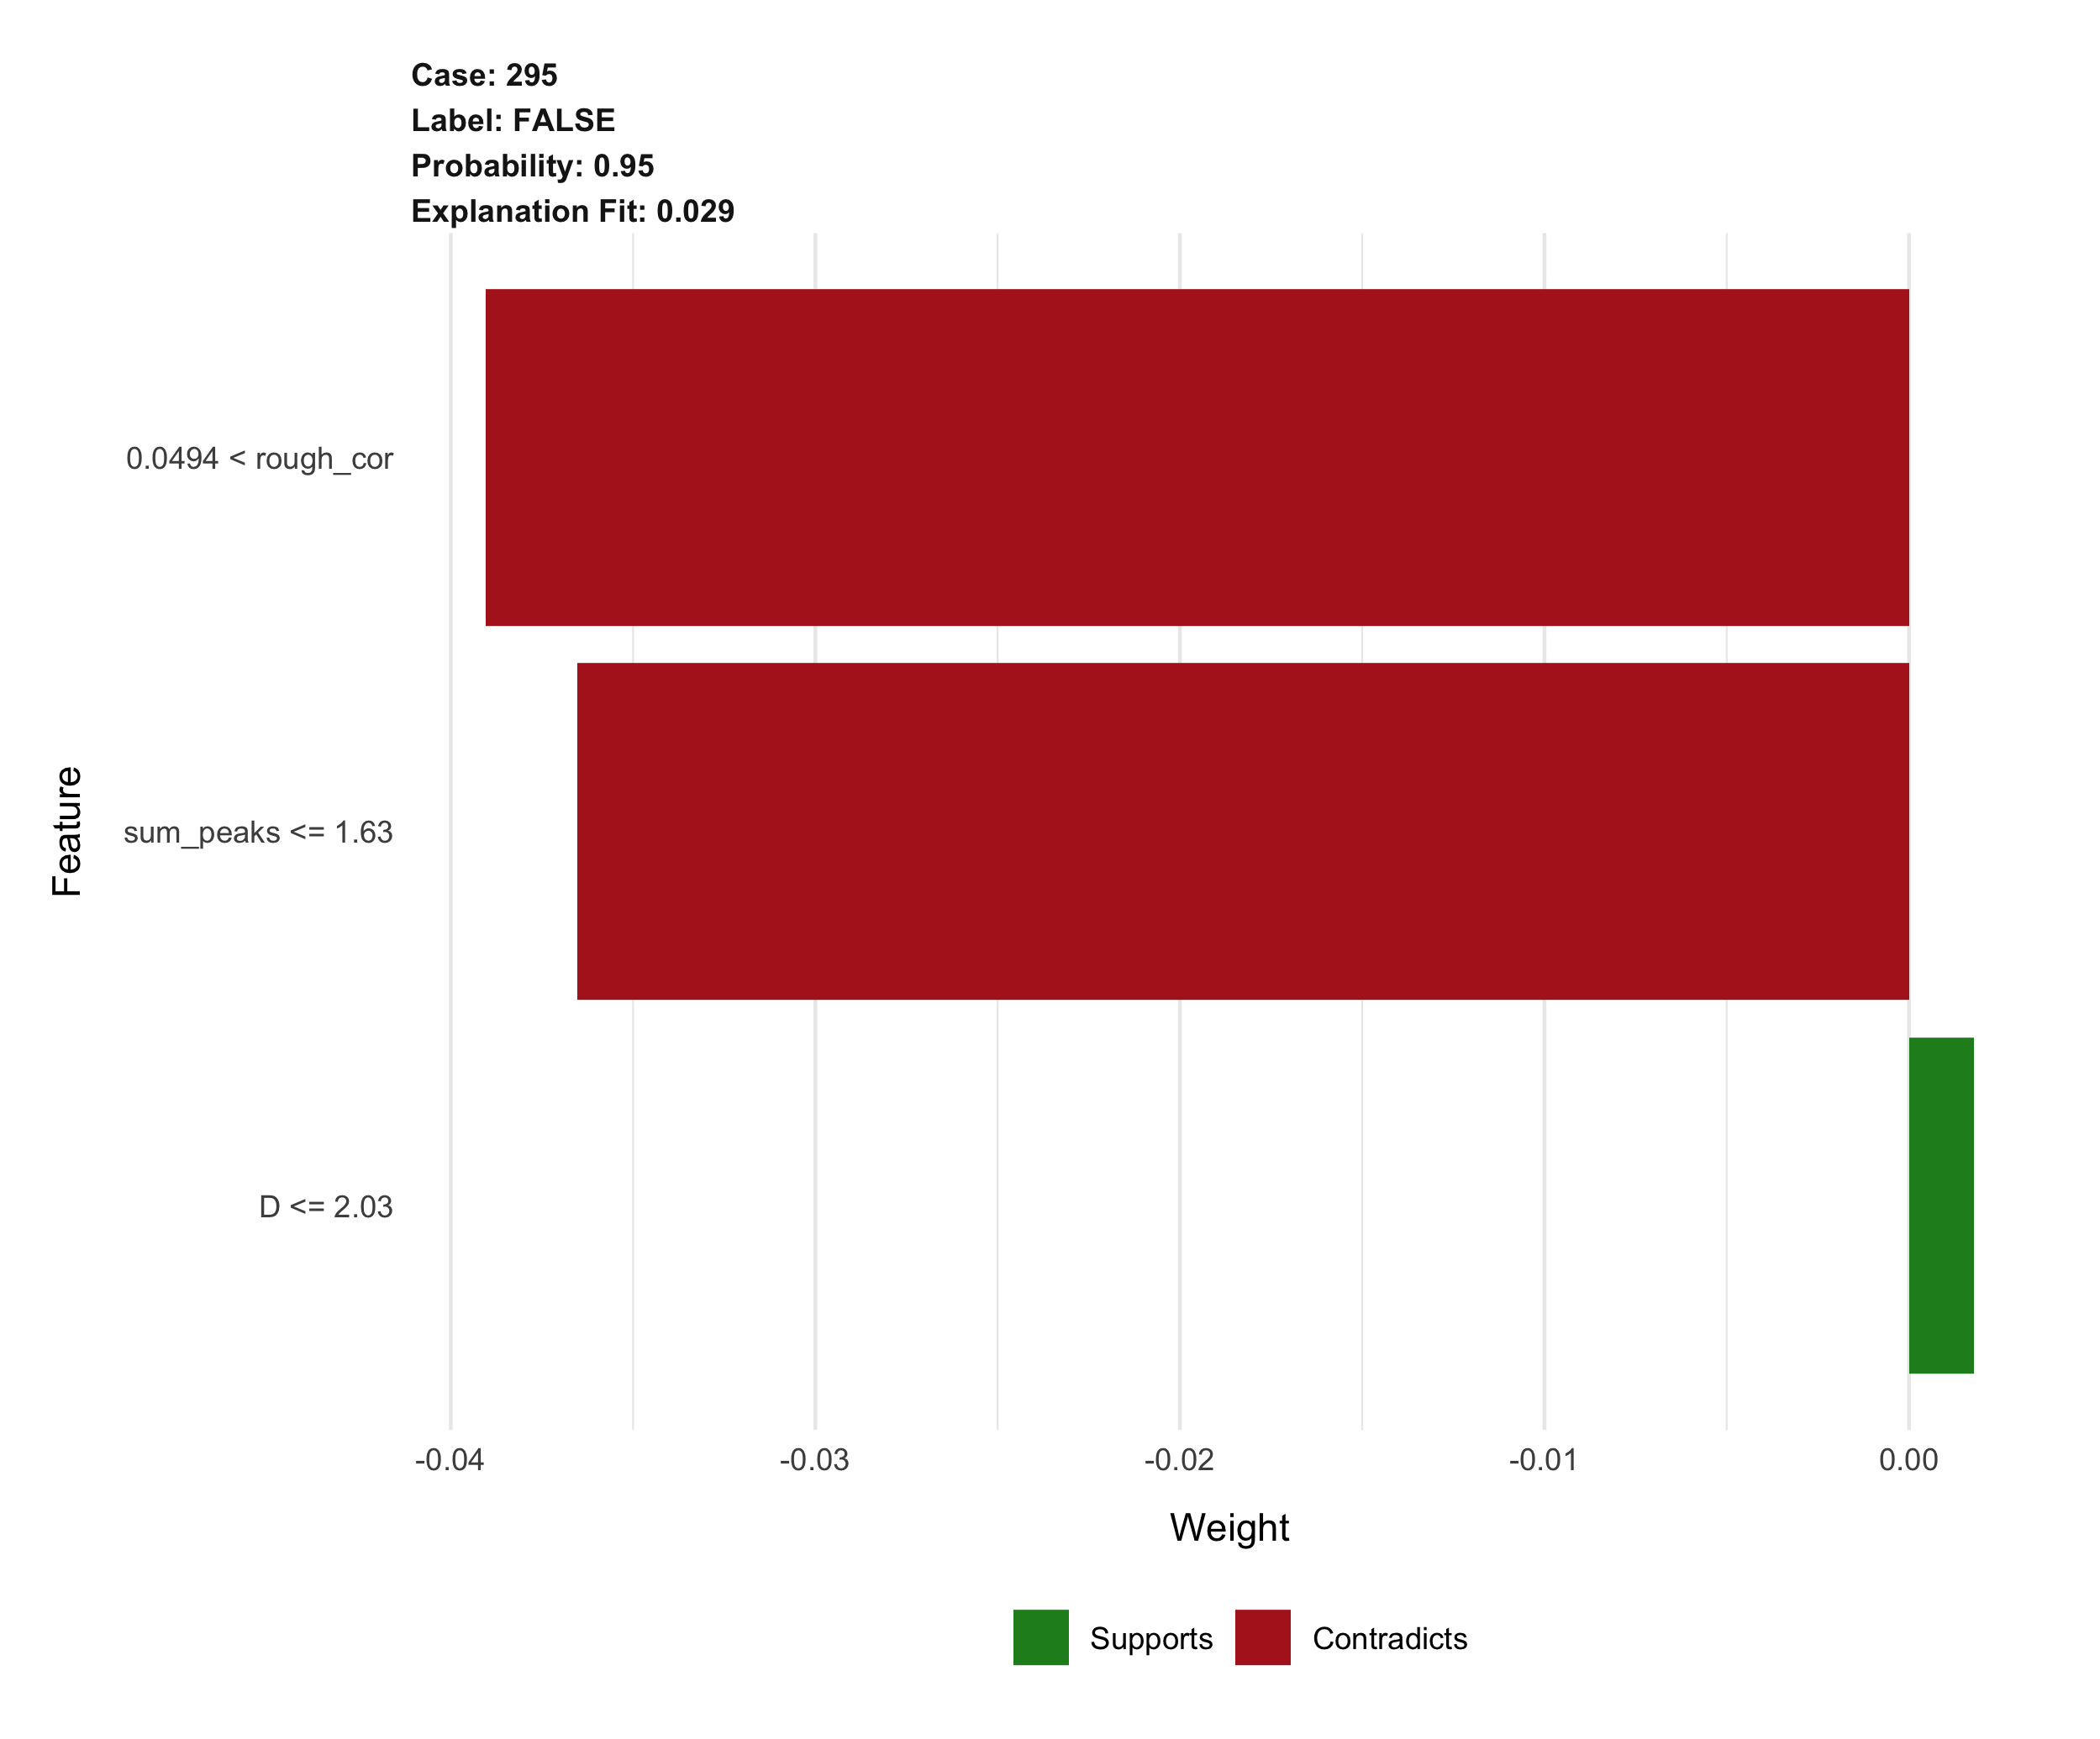 Case: 295
Label: FALSE
Probability: 0.95
Explanation Fit: 0.029
0.0494 < rough_cor
sum_peaks <= 1.63
D <= 2.03
Feature
-0.04 -0.03 -0.02 -0.01 0.00
Weight
Supports Contradicts